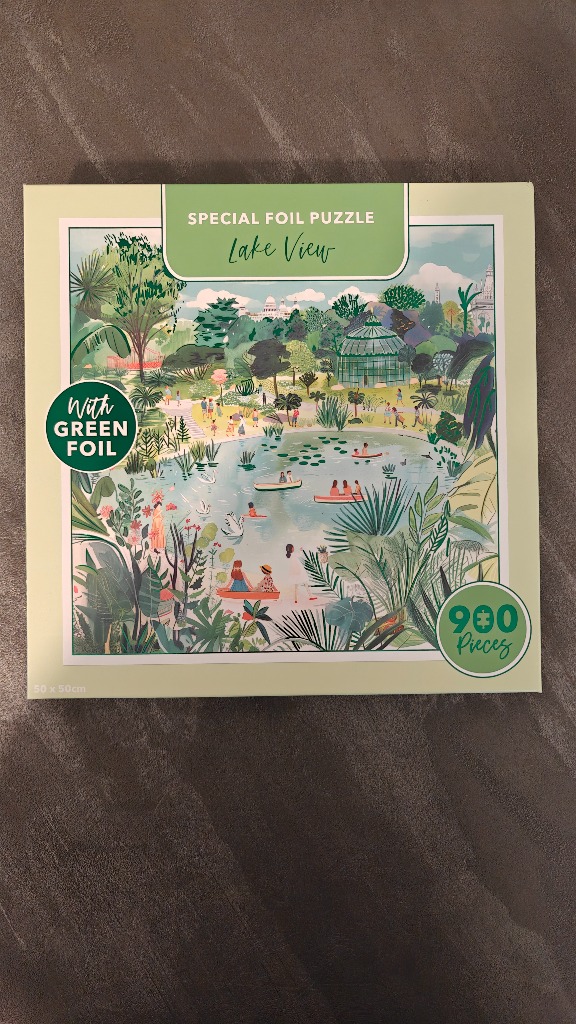 SPECIAL FOIL PUZZLE
Lake View
With
GREEN
FOIL
900
Pieces
50 x 50cm